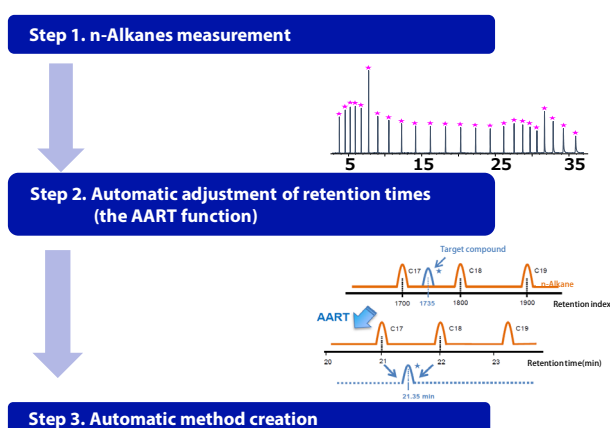 Step 1. n-Alkanes measurement
5 15 25 35
Step 2. Automatic adjustment of retention times
(the AART function)
Target compound
C17 C18 C19
n-Alkane
1700 1735 1800 1900 Retention index
AART
C17 C18 C19
20 21 22 23 Retention time(min)
21.35 min
Step 3. Automatic method creation